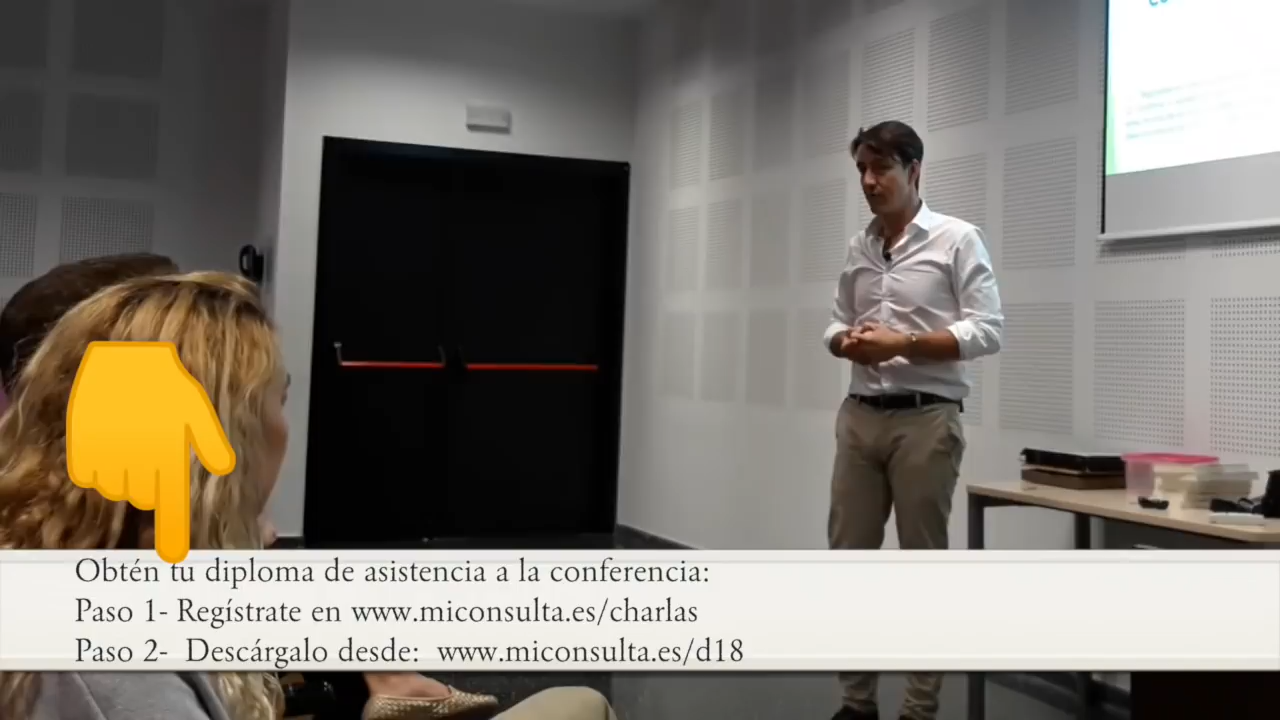 Obtén tu diploma de asistencia a la conferencia:
Paso 1- Regístrate en www.miconsulta.es/charlas
Paso 2-  Descárgalo desde:  www.miconsulta.es/d18